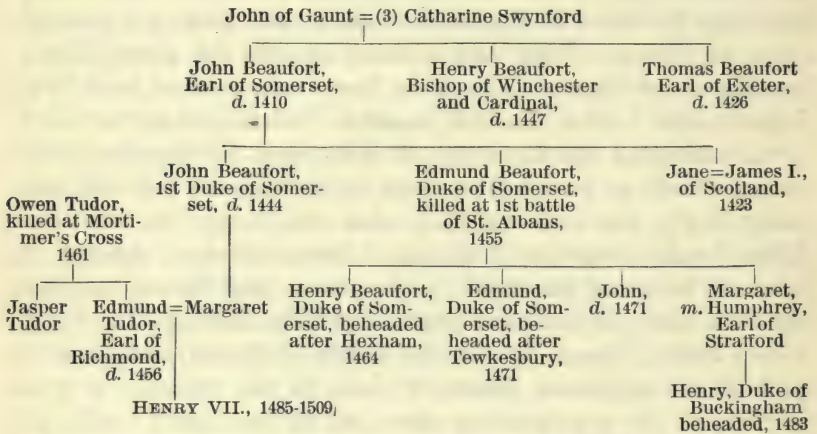 John of Gaunt = (3) Catharine Swynford
John Beaufort,
Earl of Somerset,
d. 1410
Henry Beaufort,
Bishop of Winchester
and Cardinal,
d. 1447
Thomas Beaufort
Earl of Exeter,
d. 1426
John Beaufort,
1st Duke of Somer-
set, d. 1444
Edmund Beaufort,
Duke of Somerset,
killed at 1st battle
of St. Albans,
1455
Jane=James I.,
of Scotland,
1423
Owen Tudor,
killed at Morti-
mer's Cross
1461
Jasper
Tudor
Edmund=Margaret
Tudor,
Earl of
Richmond,
d. 1456
Henry Beaufort,
Duke of Som-
erset, beheaded
after Hexham,
1464
Edmund,
Duke of Som-
erset, be-
headed after
Tewkesbury,
1471
John,
d. 1471
Margaret,
m. Humphrey,
Earl of
Stratford
HENRY VII., 1485-1509,
Henry, Duke of
Buckingham
beheaded, 1483